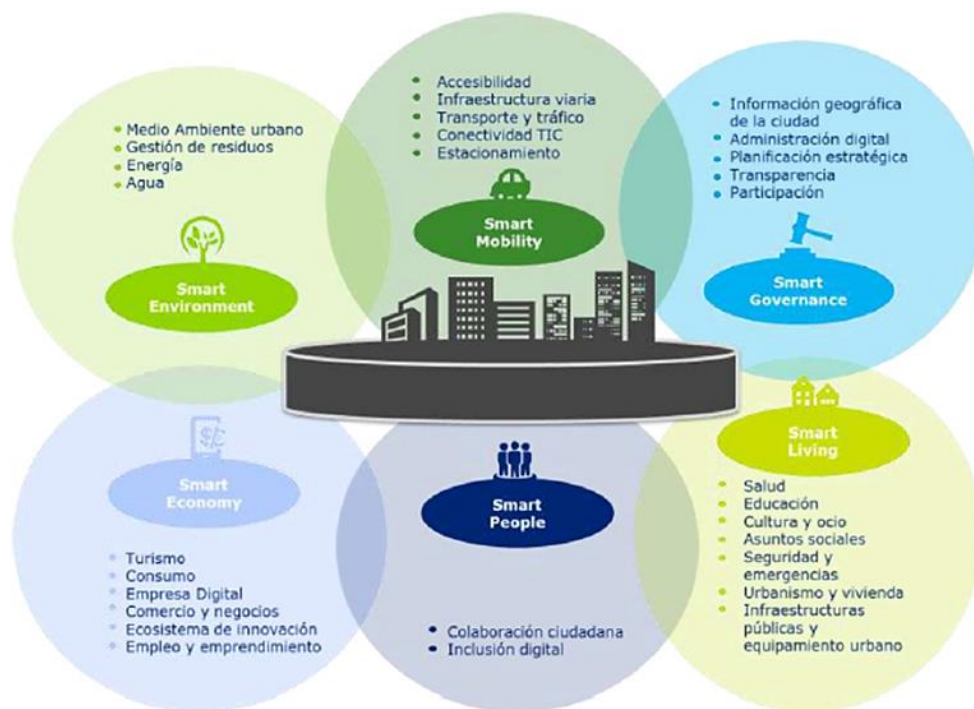 Medio Ambiente urbano
Gestión de residuos
Energía
Agua
Smart
Environment
Accesibilidad
Infraestructura viaria
Transporte y tráfico
Conectividad TIC
Estacionamiento
Smart
Mobility
Información geográfica
de la ciudad
Administración digital
Planificación estratégica
Transparencia
Participación
Smart
Governance
$/€
Smart
Economy
Turismo
Consumo
Empresa Digital
Comercio y negocios
Ecosistema de innovación
Empleo y emprendimiento
Smart
People
Colaboración ciudadana
Inclusión digital
Smart
Living
Salud
Educación
Cultura y ocio
Asuntos sociales
Seguridad y
emergencias
Urbanismo y vivienda
Infraestructuras
públicas y
equipamiento urbano